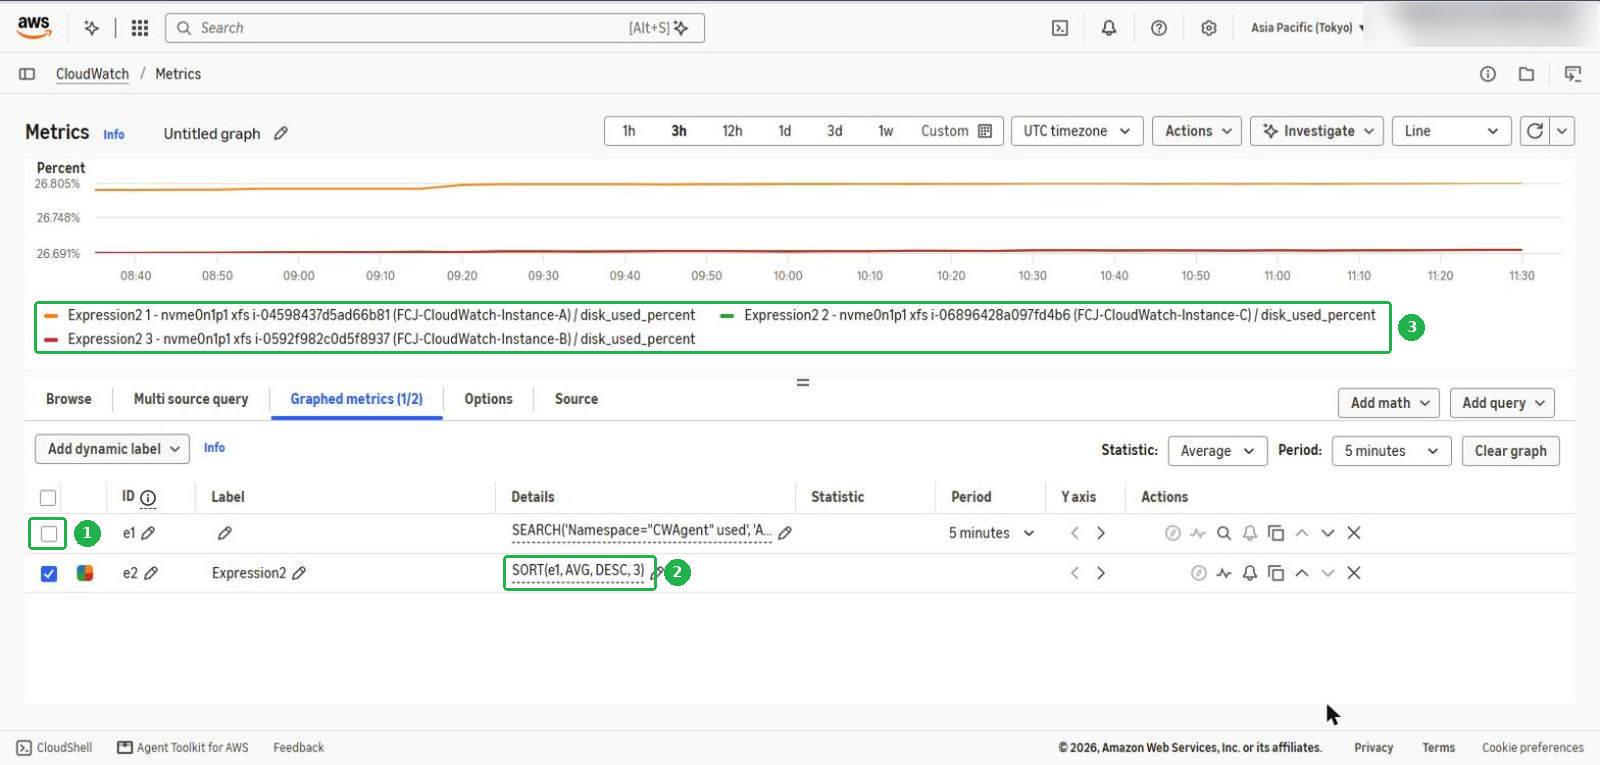 aws
Search [Alt+S]
Asia Pacific (Tokyo)
CloudWatch / Metrics
Metrics Info Untitled graph
1h 3h 12h 1d 3d 1w Custom UTC timezone Actions Investigate Line
Percent
26.805%
26.748%
26.691%
08:40 08:50 09:00 09:10 09:20 09:30 09:40 09:50 10:00 10:10 10:20 10:30 10:40 10:50 11:00 11:10 11:20 11:30
Expression2 1 - nvme0n1p1 xfs i-04598437d5ad66b81 (FCJ-CloudWatch-Instance-A) / disk_used_percent Expression2 2 - nvme0n1p1 xfs i-06896428a097fd4b6 (FCJ-CloudWatch-Instance-C) / disk_used_percent
3
Expression2 3 - nvme0n1p1 xfs i-0592f982c0d5f8937 (FCJ-CloudWatch-Instance-B) / disk_used_percent
Browse Multi source query Graphed metrics (1/2) Options Source Add math Add query
Add dynamic label Info Statistic: Average Period: 5 minutes Clear graph
ID Label Details Statistic Period Y axis Actions
1 e1 SEARCH('Namespace="CWAgent" used', 'A... 5 minutes
e2 Expression2 SORT(e1, AVG, DESC, 3) 2
CloudShell Agent Toolkit for AWS Feedback © 2026, Amazon Web Services, Inc. or its affiliates. Privacy Terms Cookie preferences